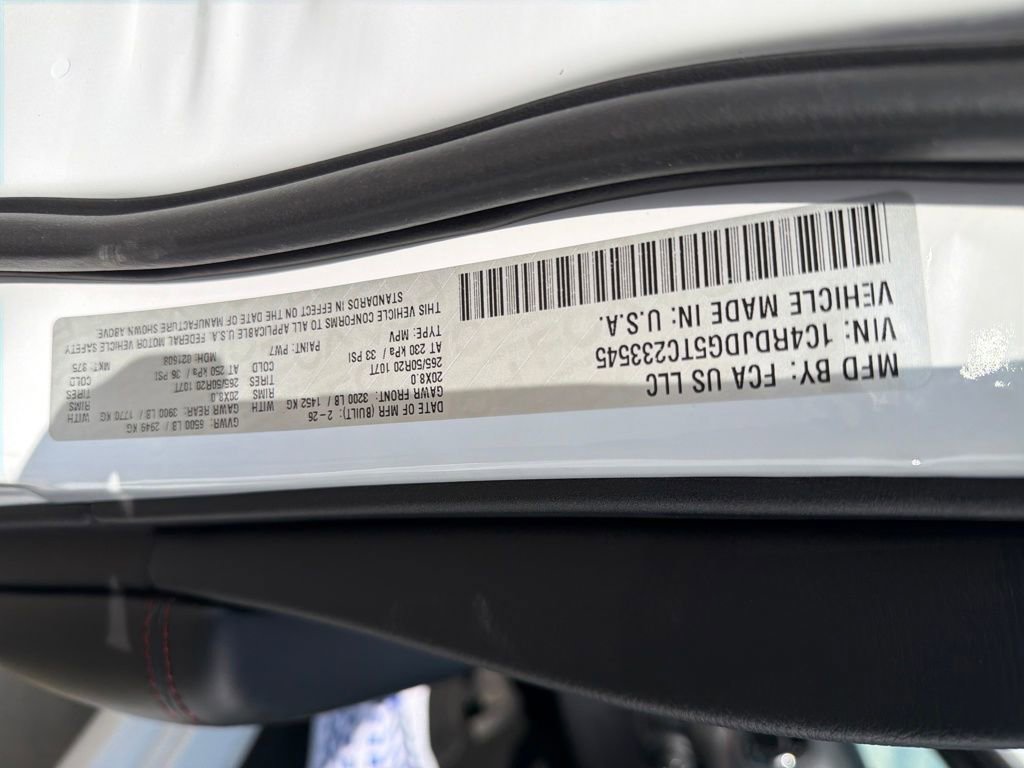 MFD BY: FCA US LLC
VIN: 1C4RDJDG5TC233545
VEHICLE MADE IN: U.S.A.
DATE OF MFR (BUILT): 2-26
GAWR FRONT: 3200 LB / 1452 KG WITH
20X8.0 RIMS
265/50R20 107T TIRES
AT 230 kPa / 33 PSI COLD
TYPE: MPV PAINT: PW7
GVWR: 6500 LB / 2949 KG
GAWR REAR: 3900 LB / 1770 KG WITH
20X8.0 RIMS
265/50R20 107T TIRES
AT 250 kPa / 36 PSI COLD
MDH: 021508 MKT: 975
THIS VEHICLE CONFORMS TO ALL APPLICABLE U.S.A. FEDERAL MOTOR VEHICLE SAFETY
STANDARDS IN EFFECT ON THE DATE OF MANUFACTURE SHOWN ABOVE.